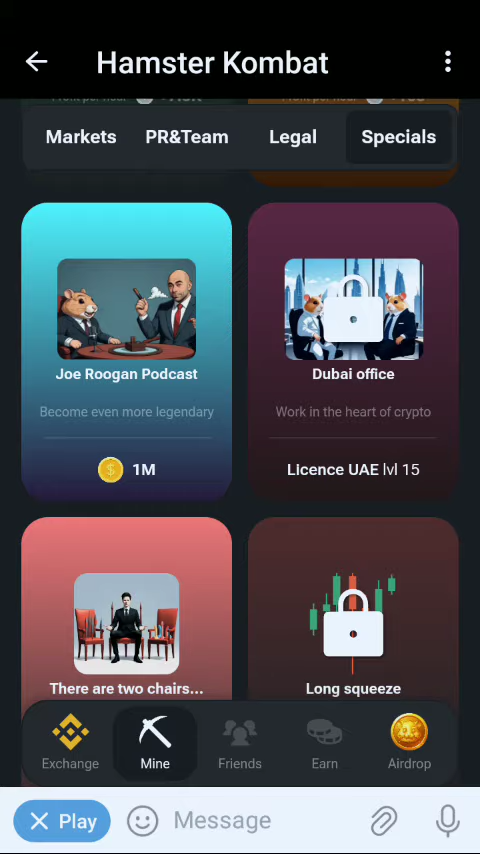 Hamster Kombat
Markets PR&Team Legal Specials
Joe Roogan Podcast
Become even more legendary
1M
Dubai office
Work in the heart of crypto
Licence UAE lvl 15
There are two chairs...
Long squeeze
Exchange Mine Friends Earn Airdrop
Play Message